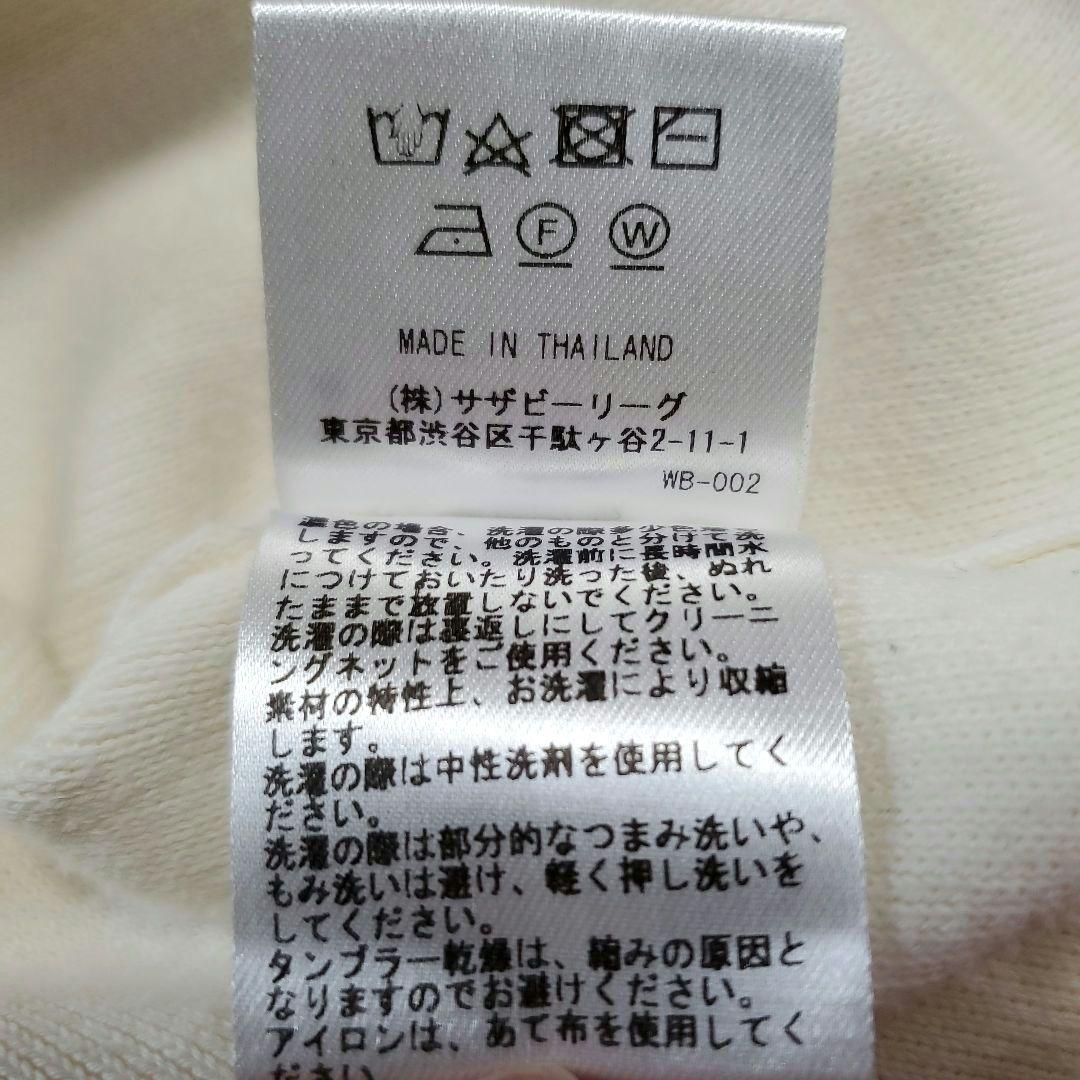 F W
MADE IN THAILAND
(株)サザビーリーグ
東京都渋谷区千駄ヶ谷2-11-1
WB-002
濃色の場合、洗濯の際多少色落
しますので、他のものと分けて洗
ってください。洗濯前に長時間水
につけておいたり洗った後、ぬれ
たままで放置しないでください。
洗濯の際は裏返しにしてクリーニ
ングネットをご使用ください。
素材の特性上、お洗濯により収縮
します。
洗濯の際は中性洗剤を使用してく
ださい。
洗濯の際は部分的なつまみ洗いや、
もみ洗いは避け、軽く押し洗いを
してください。
タンブラー乾燥は、縮みの原因と
なりますのでお避けください。
アイロンは、あて布を使用してく
ださい。